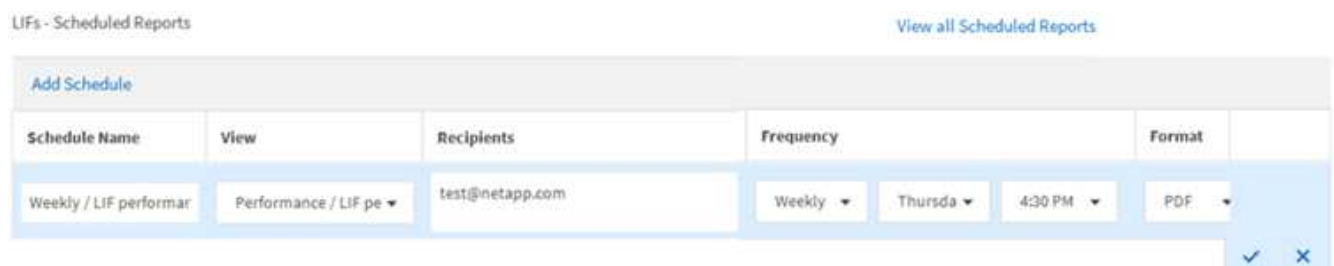 LIFs - Scheduled Reports View all Scheduled Reports
Add Schedule
Schedule Name View Recipients Frequency Format
Weekly / LIF performar Performance / LIF pe test@netapp.com Weekly Thursda 4:30 PM PDF